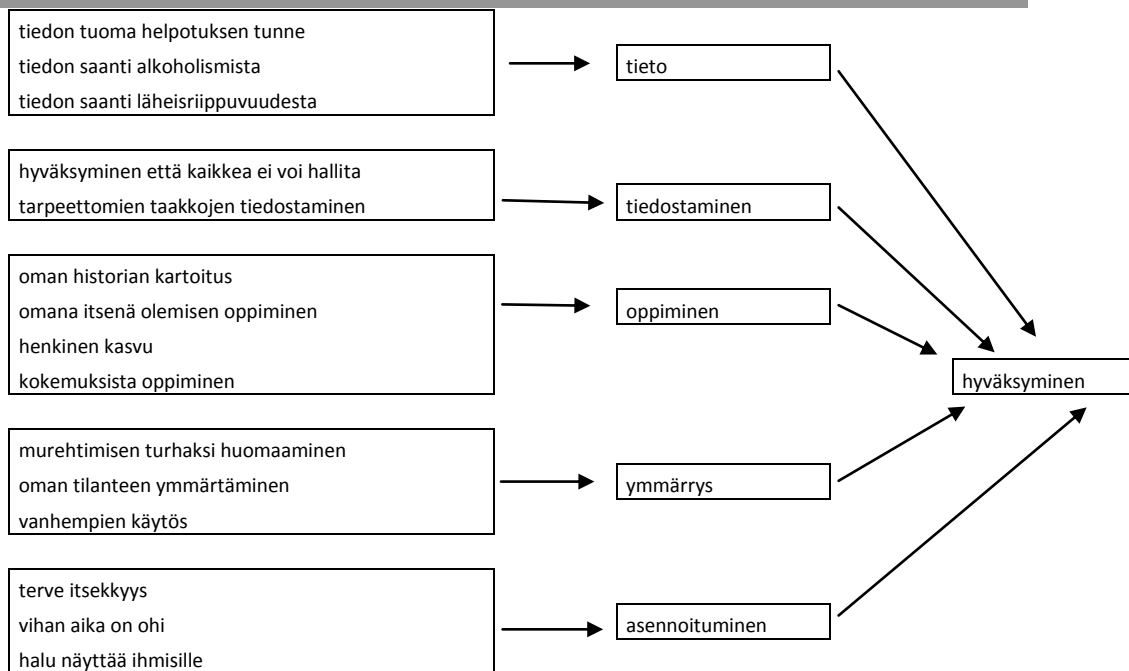 tiedon tuoma helpotuksen tunne
tiedon saanti alkoholismista
tiedon saanti läheisriippuvuudesta
tieto
hyväksyminen että kaikkea ei voi hallita
tarpeettomien taakkojen tiedostaminen
tiedostaminen
oman historian kartoitus
omana itsenä olemisen oppiminen
henkinen kasvu
kokemuksista oppiminen
oppiminen
hyväksyminen
murehtimisen turhaksi huomaaminen
oman tilanteen ymmärtäminen
vanhempien käytös
ymmärrys
terve itsekkyys
vihan aika on ohi
halu näyttää ihmisille
asennoituminen